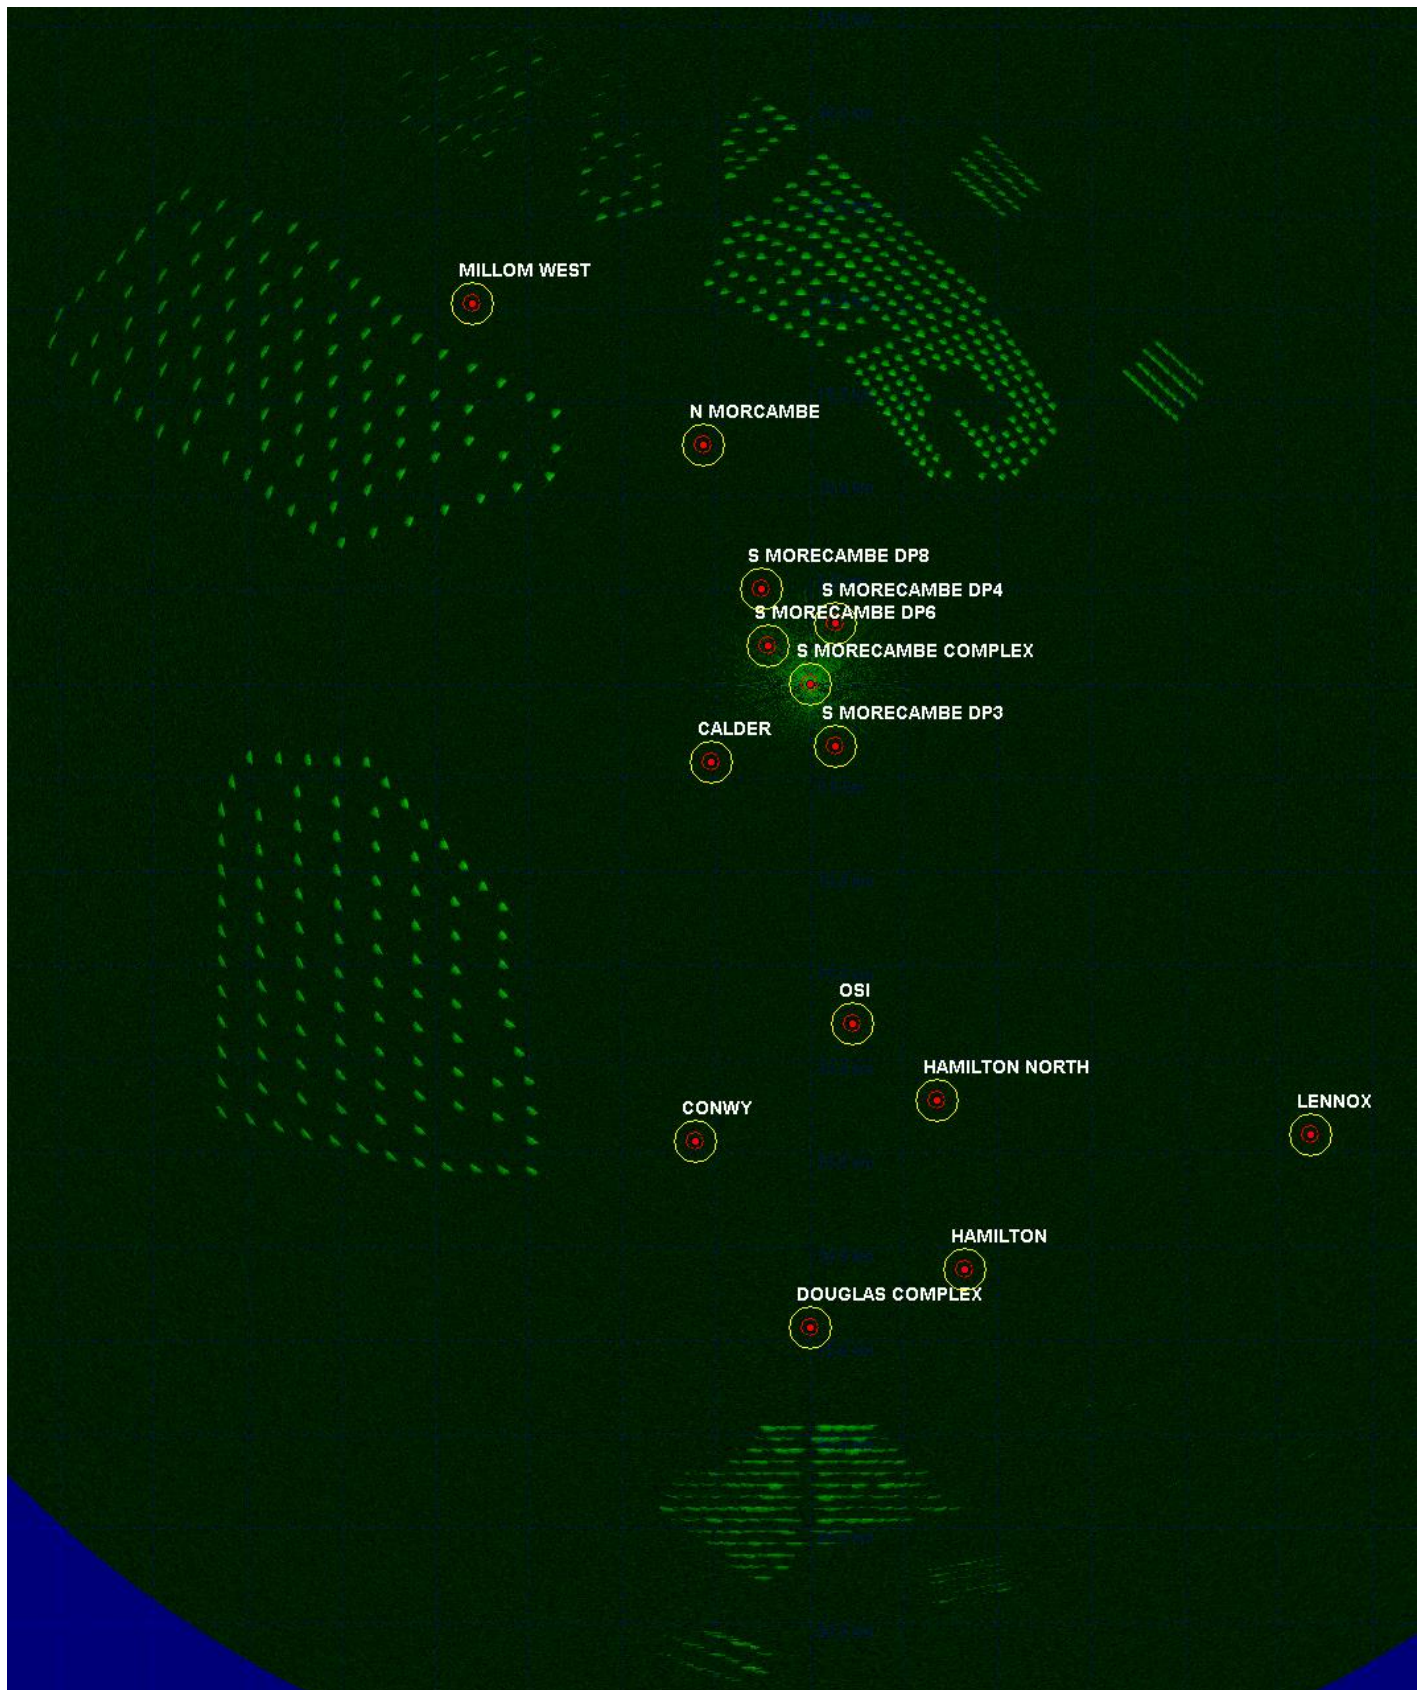 MILLOM WEST
N MORCAMBE
S MORECAMBE DP8
S MORECAMBE DP4
S MORECAMBE DP6
S MORECAMBE COMPLEX
S MORECAMBE DP3
CALDER
OSI
HAMILTON NORTH
LENNOX
CONWY
HAMILTON
DOUGLAS COMPLEX